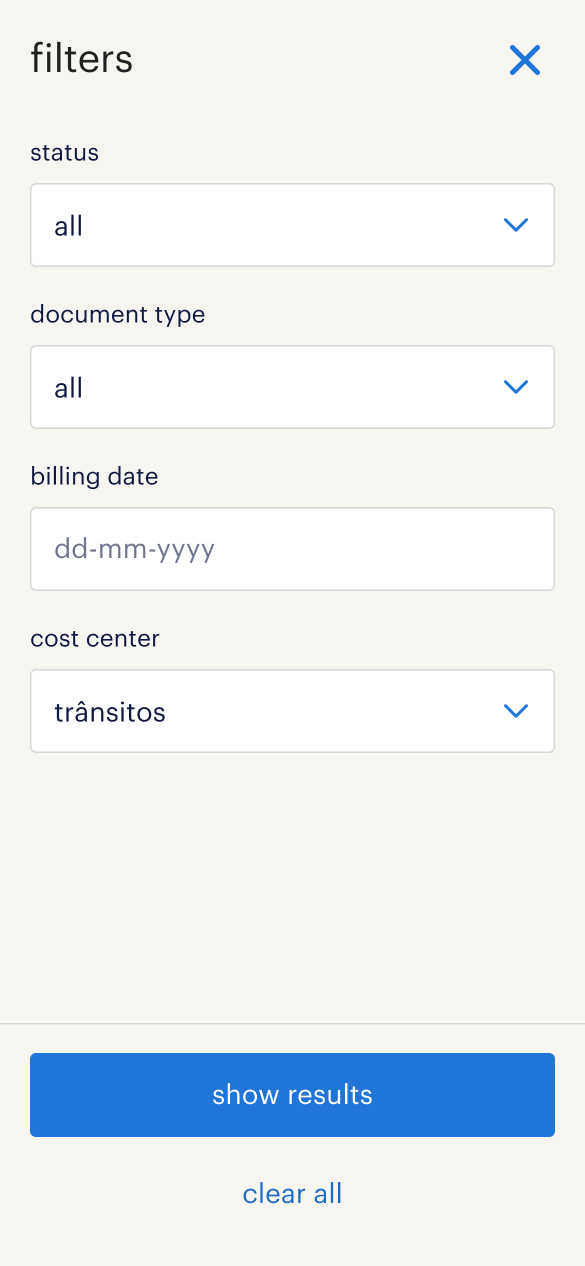 filters
status
all
document type
all
billing date
dd-mm-yyyy
cost center
trânsitos
show results
clear all